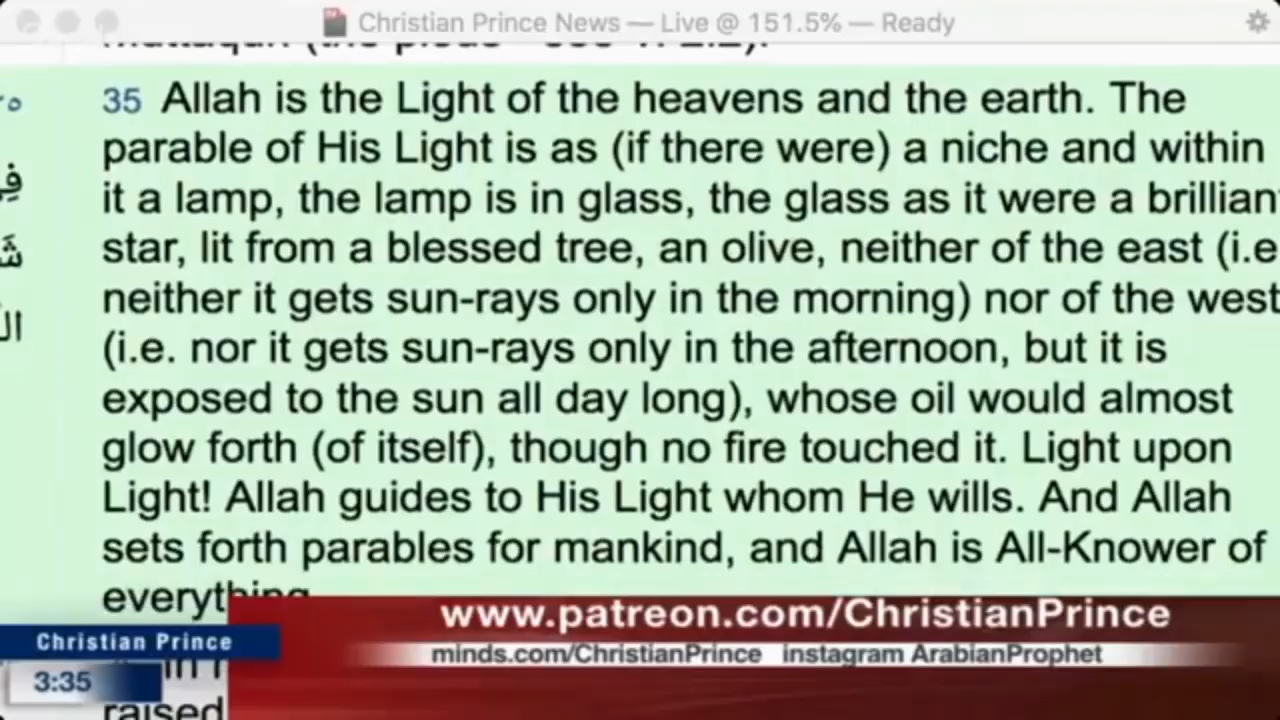 Christian Prince News — Live @ 151.5% — Ready
35 Allah is the Light of the heavens and the earth. The
parable of His Light is as (if there were) a niche and within
it a lamp, the lamp is in glass, the glass as it were a brillian
star, lit from a blessed tree, an olive, neither of the east (i.e
neither it gets sun-rays only in the morning) nor of the west
(i.e. nor it gets sun-rays only in the afternoon, but it is
exposed to the sun all day long), whose oil would almost
glow forth (of itself), though no fire touched it. Light upon
Light! Allah guides to His Light whom He wills. And Allah
sets forth parables for mankind, and Allah is All-Knower of
everything
www.patreon.com/ChristianPrince
Christian Prince
minds.com/ChristianPrince instagram ArabianProphet
3:35
raised